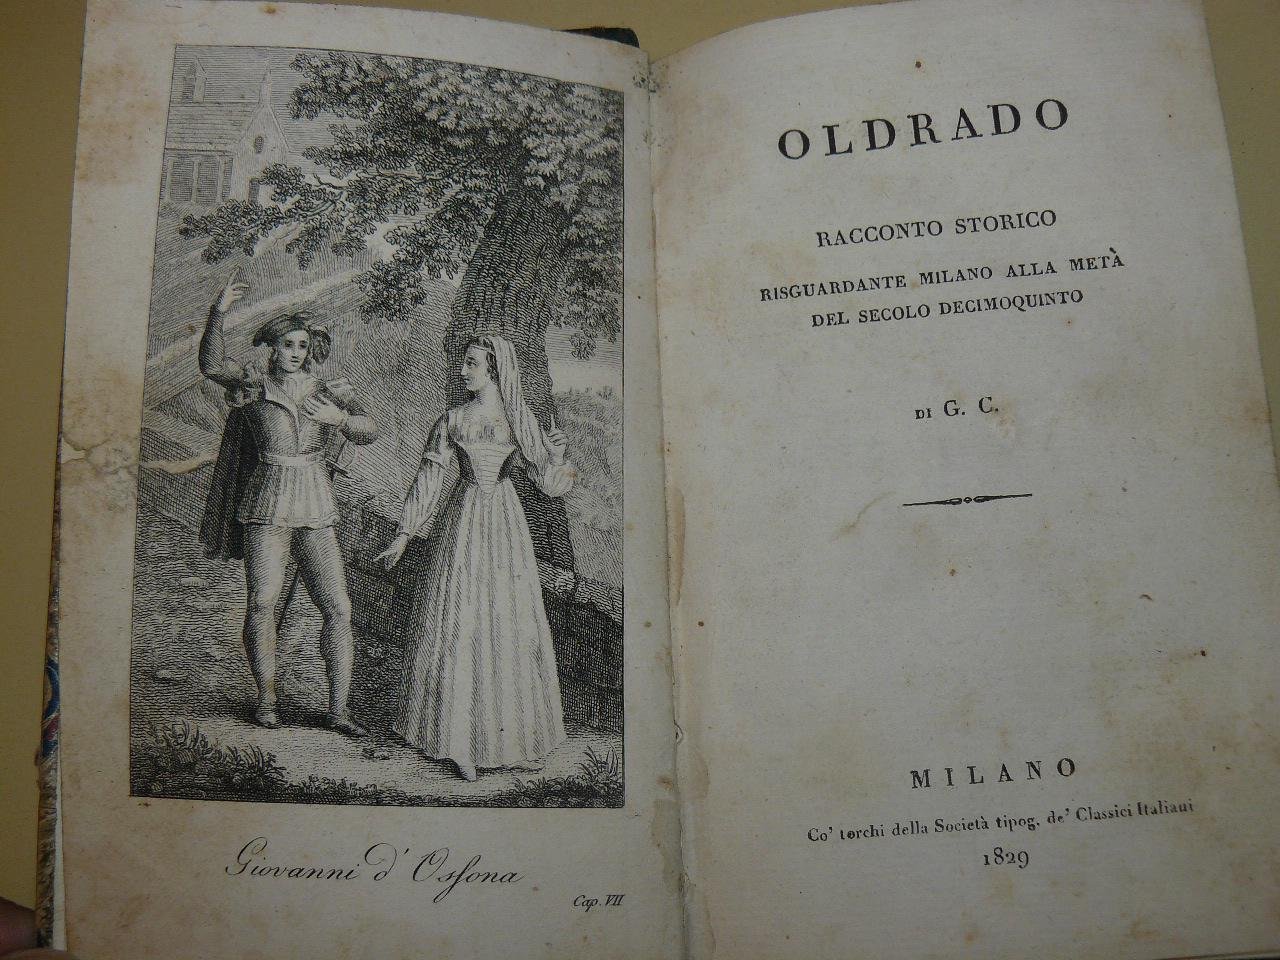 Giovanni d' Ossona
Cap. VII
OLDRADO
RACCONTO STORICO
RISGUARDANTE MILANO ALLA METÀ
DEL SECOLO DECIMOQUINTO
DI G. C.
MILANO
Co' torchi della Società tipog. de' Classici Italiani
1829